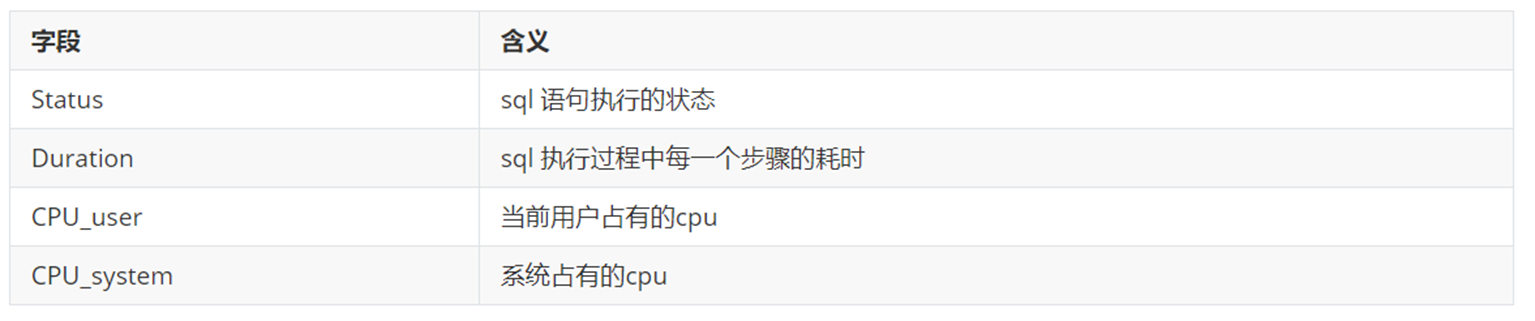 字段 含义
Status sql 语句执行的状态
Duration sql 执行过程中每一个步骤的耗时
CPU_user 当前用户占有的cpu
CPU_system 系统占有的cpu